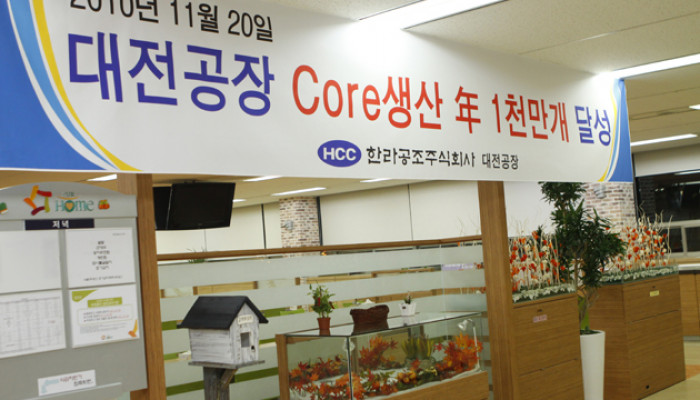 2010년 11월 20일
대전공장 Core생산 年 1천만개 달성
HCC 한라공조주식회사 대전공장
Home
저녁